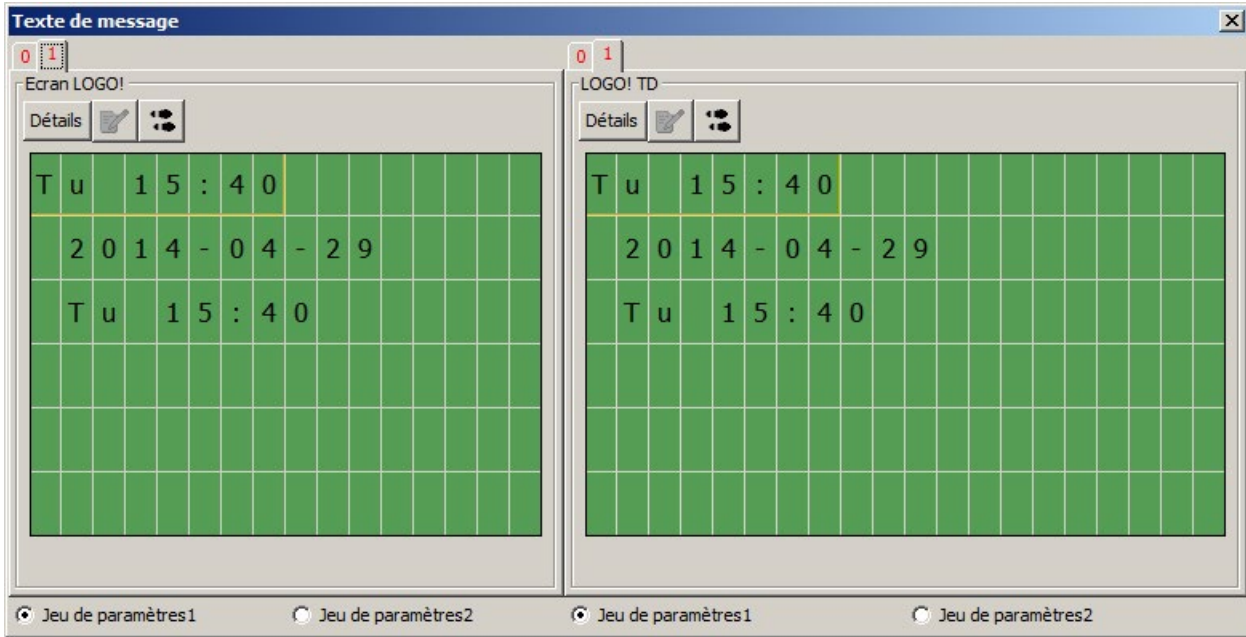 Texte de message
0 1
Ecran LOGO!
Détails
Tu 15:40
2014-04-29
Tu 15:40
0 1
LOGO! TD
Détails
Tu 15:40
2014-04-29
Tu 15:40
Jeu de paramètres1 Jeu de paramètres2 Jeu de paramètres1 Jeu de paramètres2